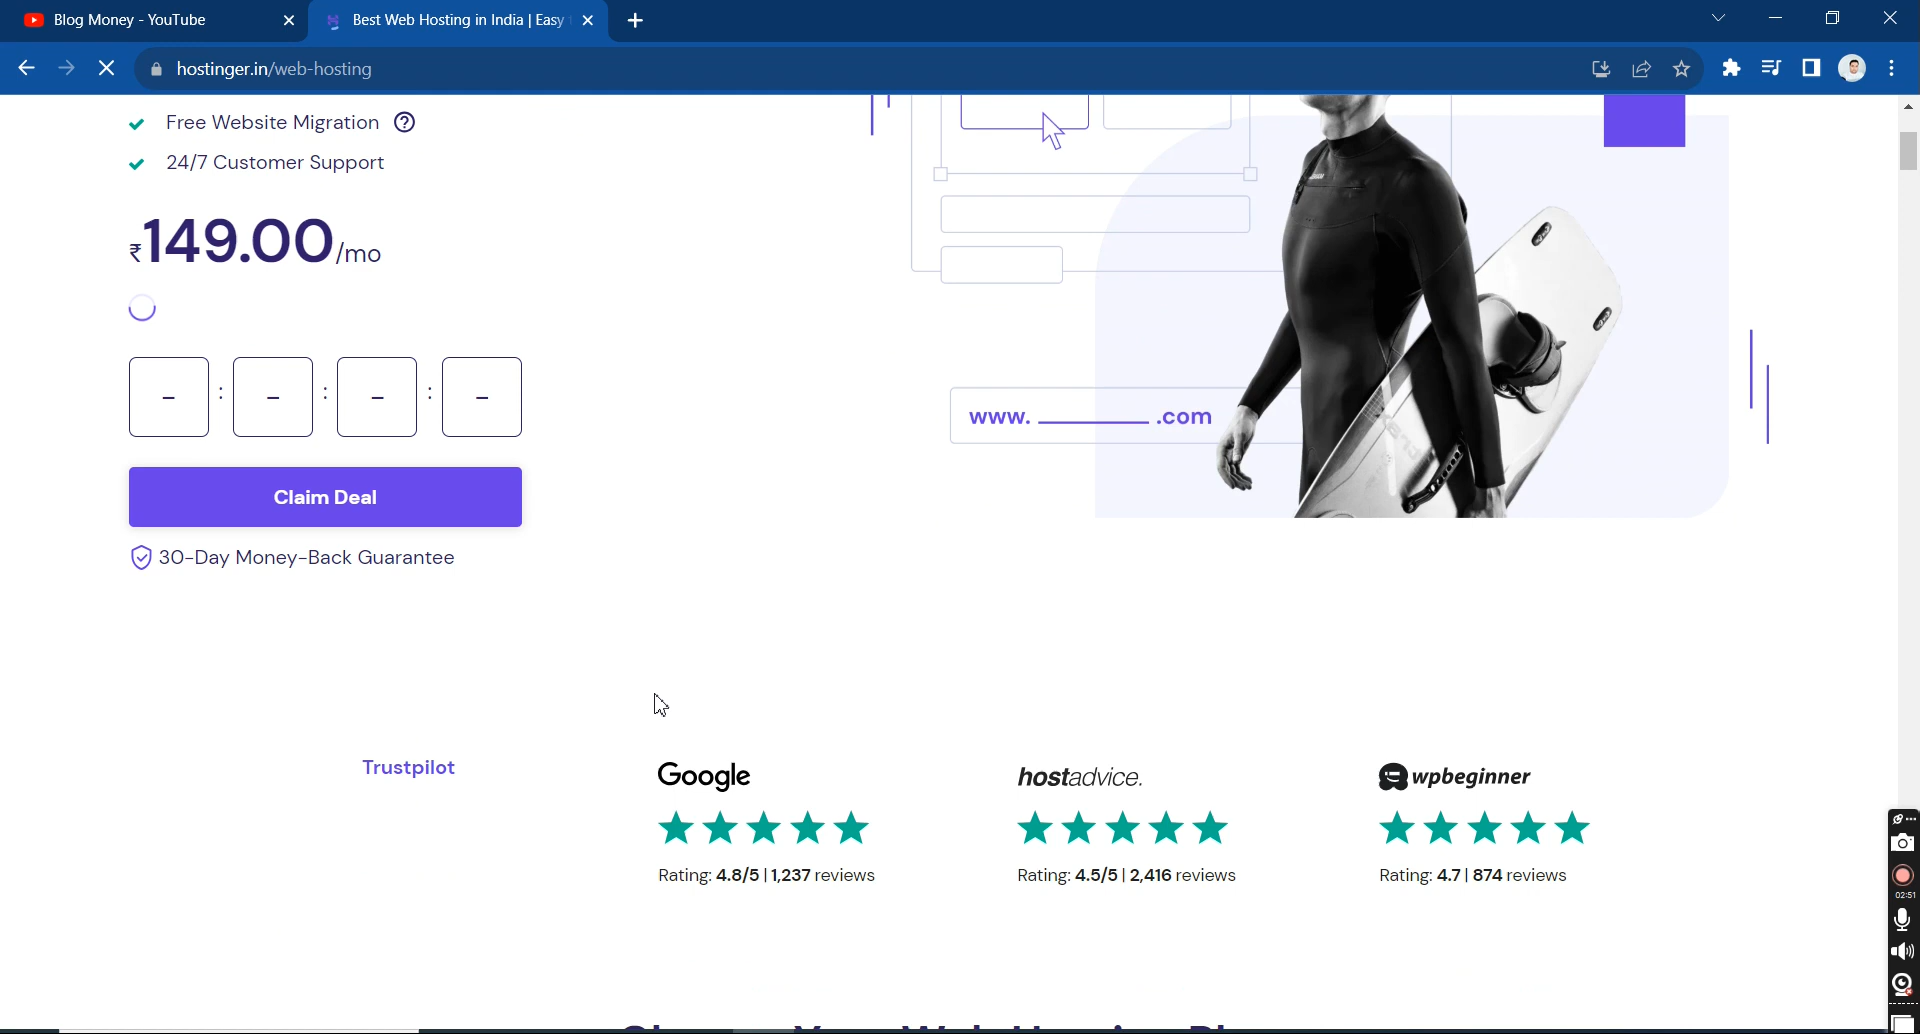 Blog Money - YouTube
Best Web Hosting in India | Easy
hostinger.in/web-hosting
Free Website Migration
24/7 Customer Support
₹149.00/mo
- : - : - : -
www. ________ .com
Claim Deal
30-Day Money-Back Guarantee
Trustpilot
Google
hostadvice.
wpbeginner
Rating: 4.8/5 | 1,237 reviews
Rating: 4.5/5 | 2,416 reviews
Rating: 4.7 | 874 reviews
02:51